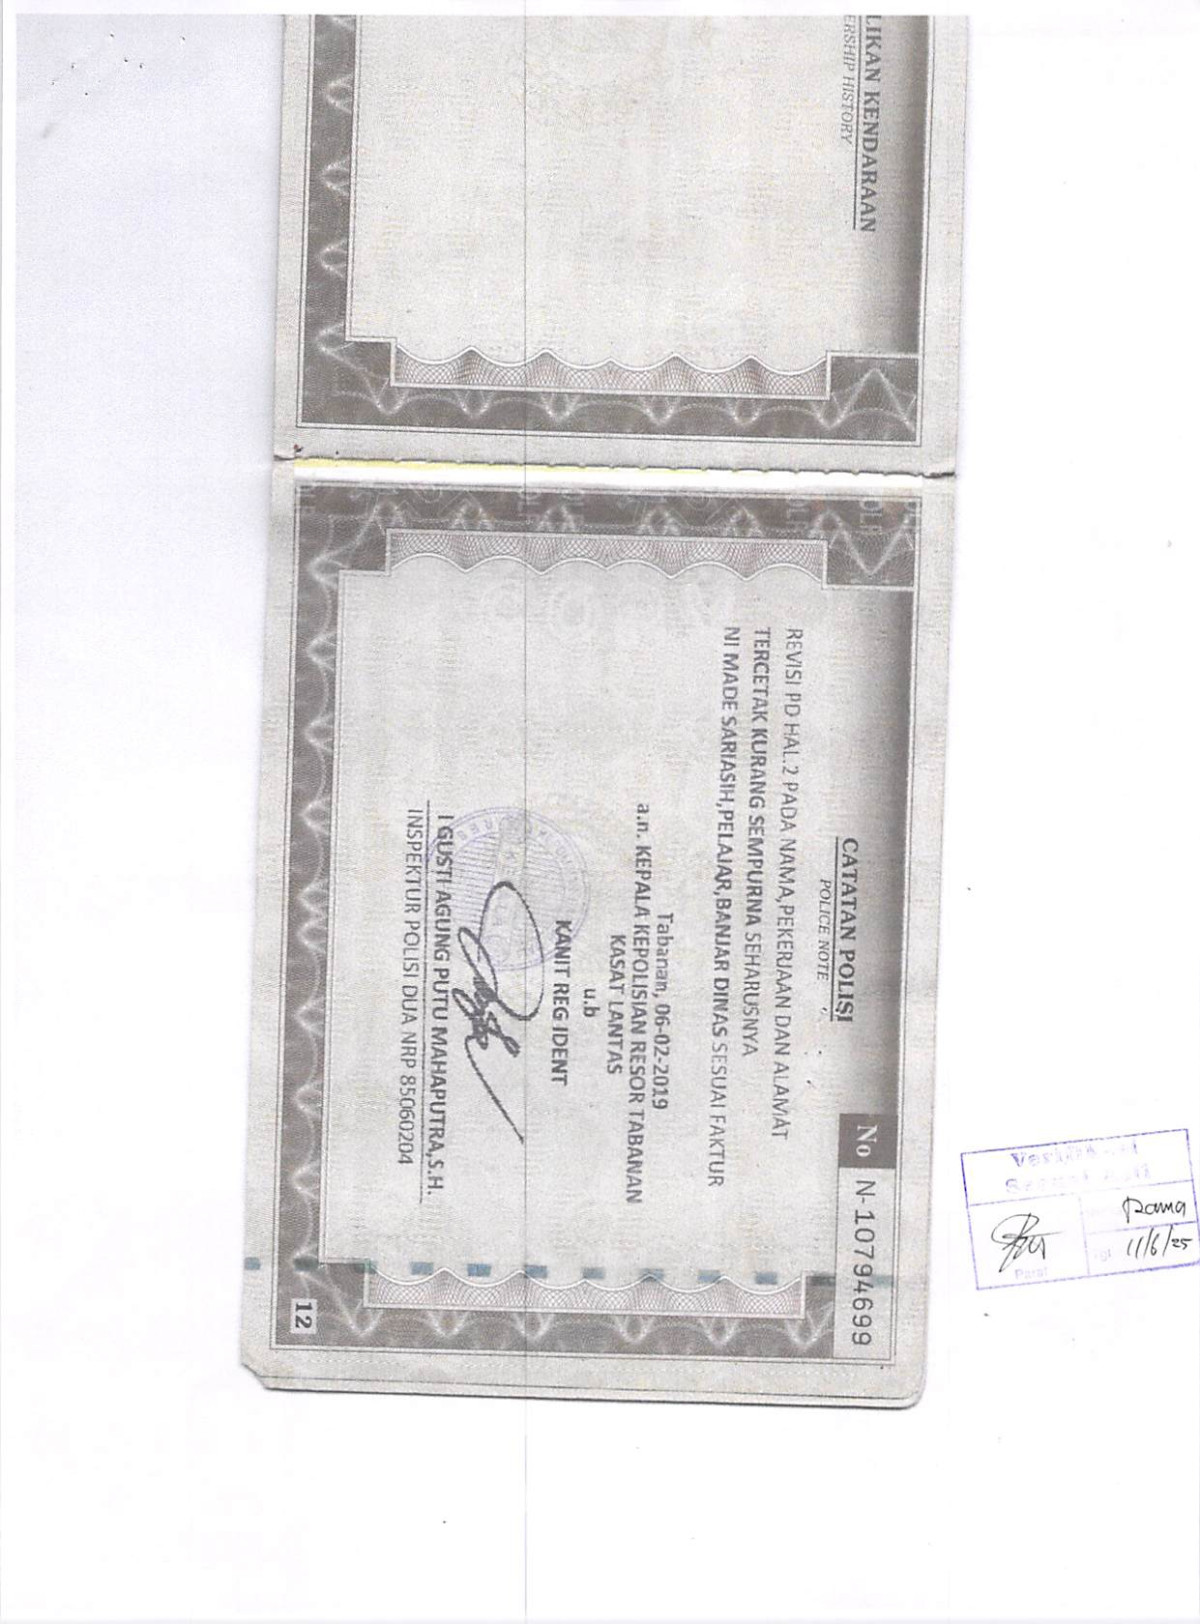 LIKAN KENDARAAN
ERSHIP HISTORY
CATATAN POLISI
POLICE NOTE
No N-10794699
REVISI PD HAL.2 PADA NAMA,PEKERJAAN DAN ALAMAT
TERCETAK KURANG SEMPURNA SEHARUSNYA
NI MADE SARIASIH,PELAJAR,BANJAR DINAS SESUAI FAKTUR
Tabanan, 06-02-2019
a.n. KEPALA KEPOLISIAN RESOR TABANAN
KASAT LANTAS
u.b
KANIT REG IDENT
I GUSTI AGUNG PUTU MAHAPUTRA,S.H.
INSPEKTUR POLISI DUA NRP 85060204
12
Rama
Tgl 11/6/25
Paraf